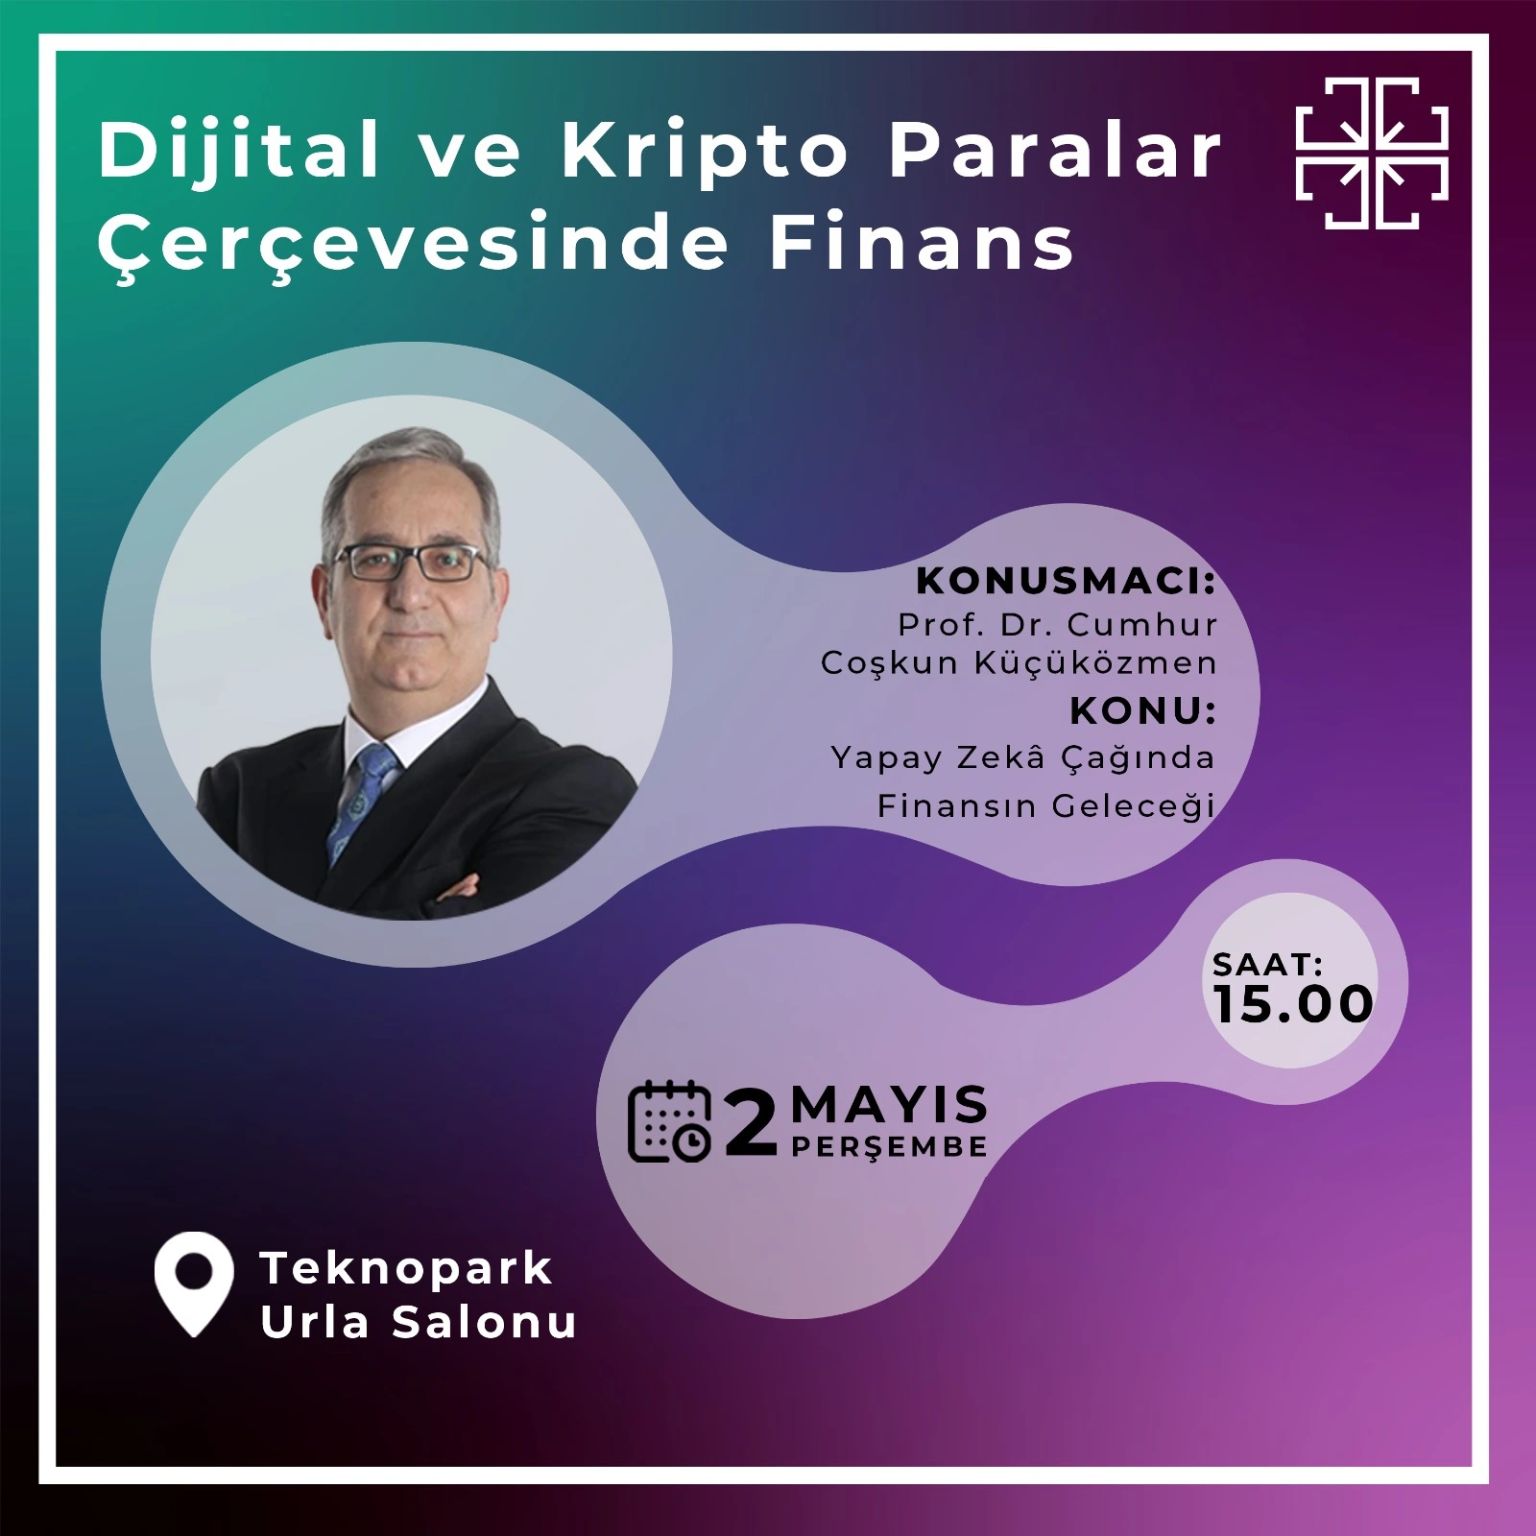 Dijital ve Kripto Paralar
Çerçevesinde Finans
KONUSMACI:
Prof. Dr. Cumhur
Coşkun Küçüközmen
KONU:
Yapay Zekâ Çağında
Finansın Geleceği
SAAT:
15.00
2 MAYIS
PERŞEMBE
Teknopark
Urla Salonu